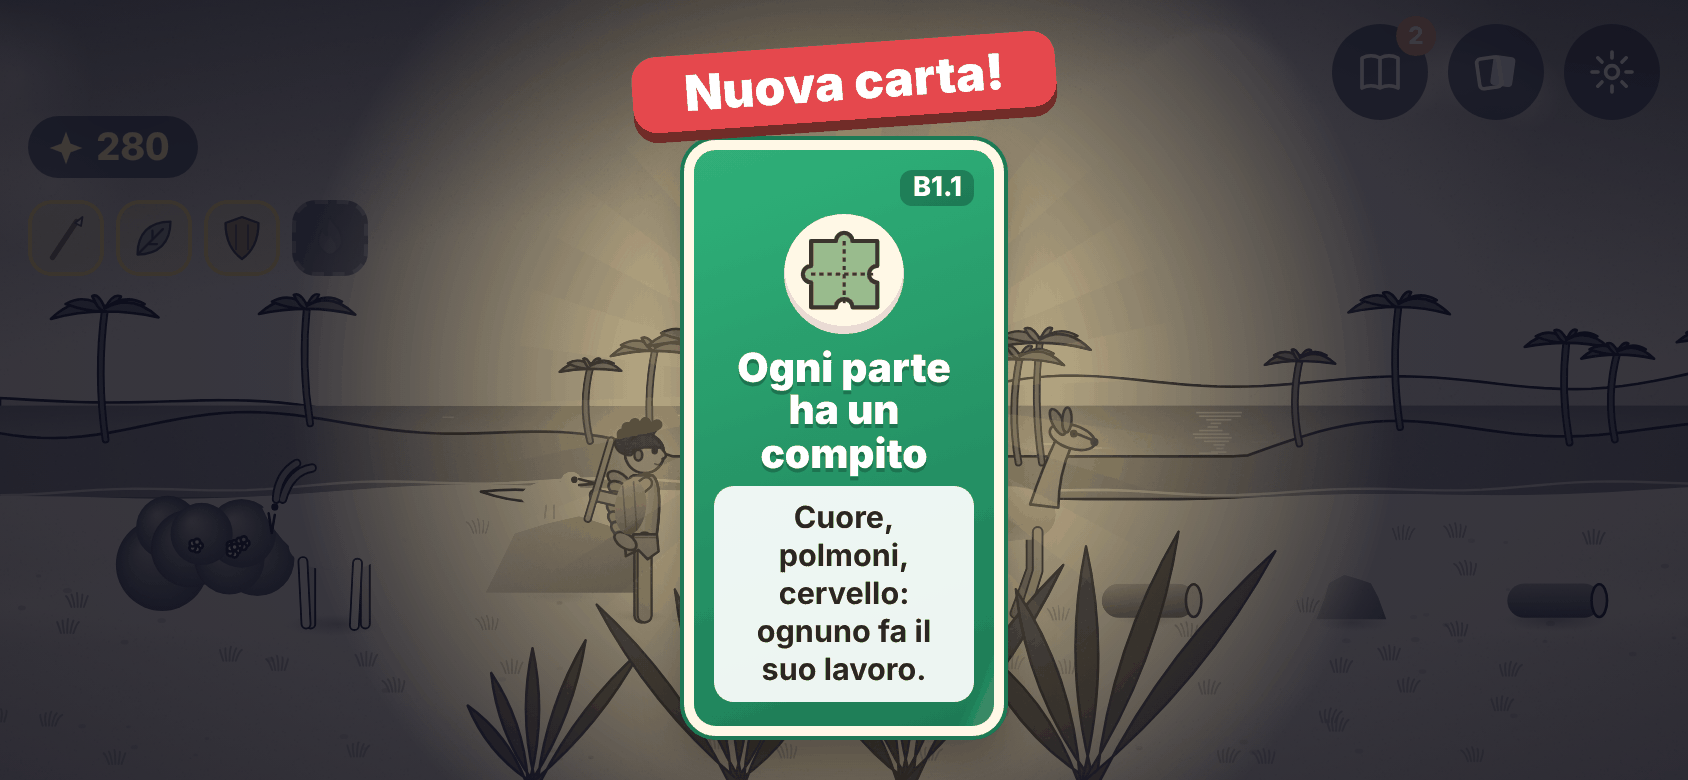 Nuova carta!
2
280
B1.1
Ogni parte
ha un
compito
Cuore,
polmoni,
cervello:
ognuno fa il
suo lavoro.